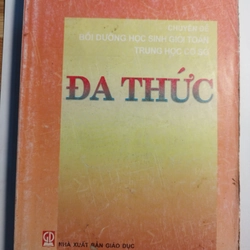 CHUYÊN ĐỀ
BỒI DƯỠNG HỌC SINH GIỎI TOÁN
TRUNG HỌC CƠ SỞ
ĐA THỨC
NHÀ XUẤT BẢN GIÁO DỤC